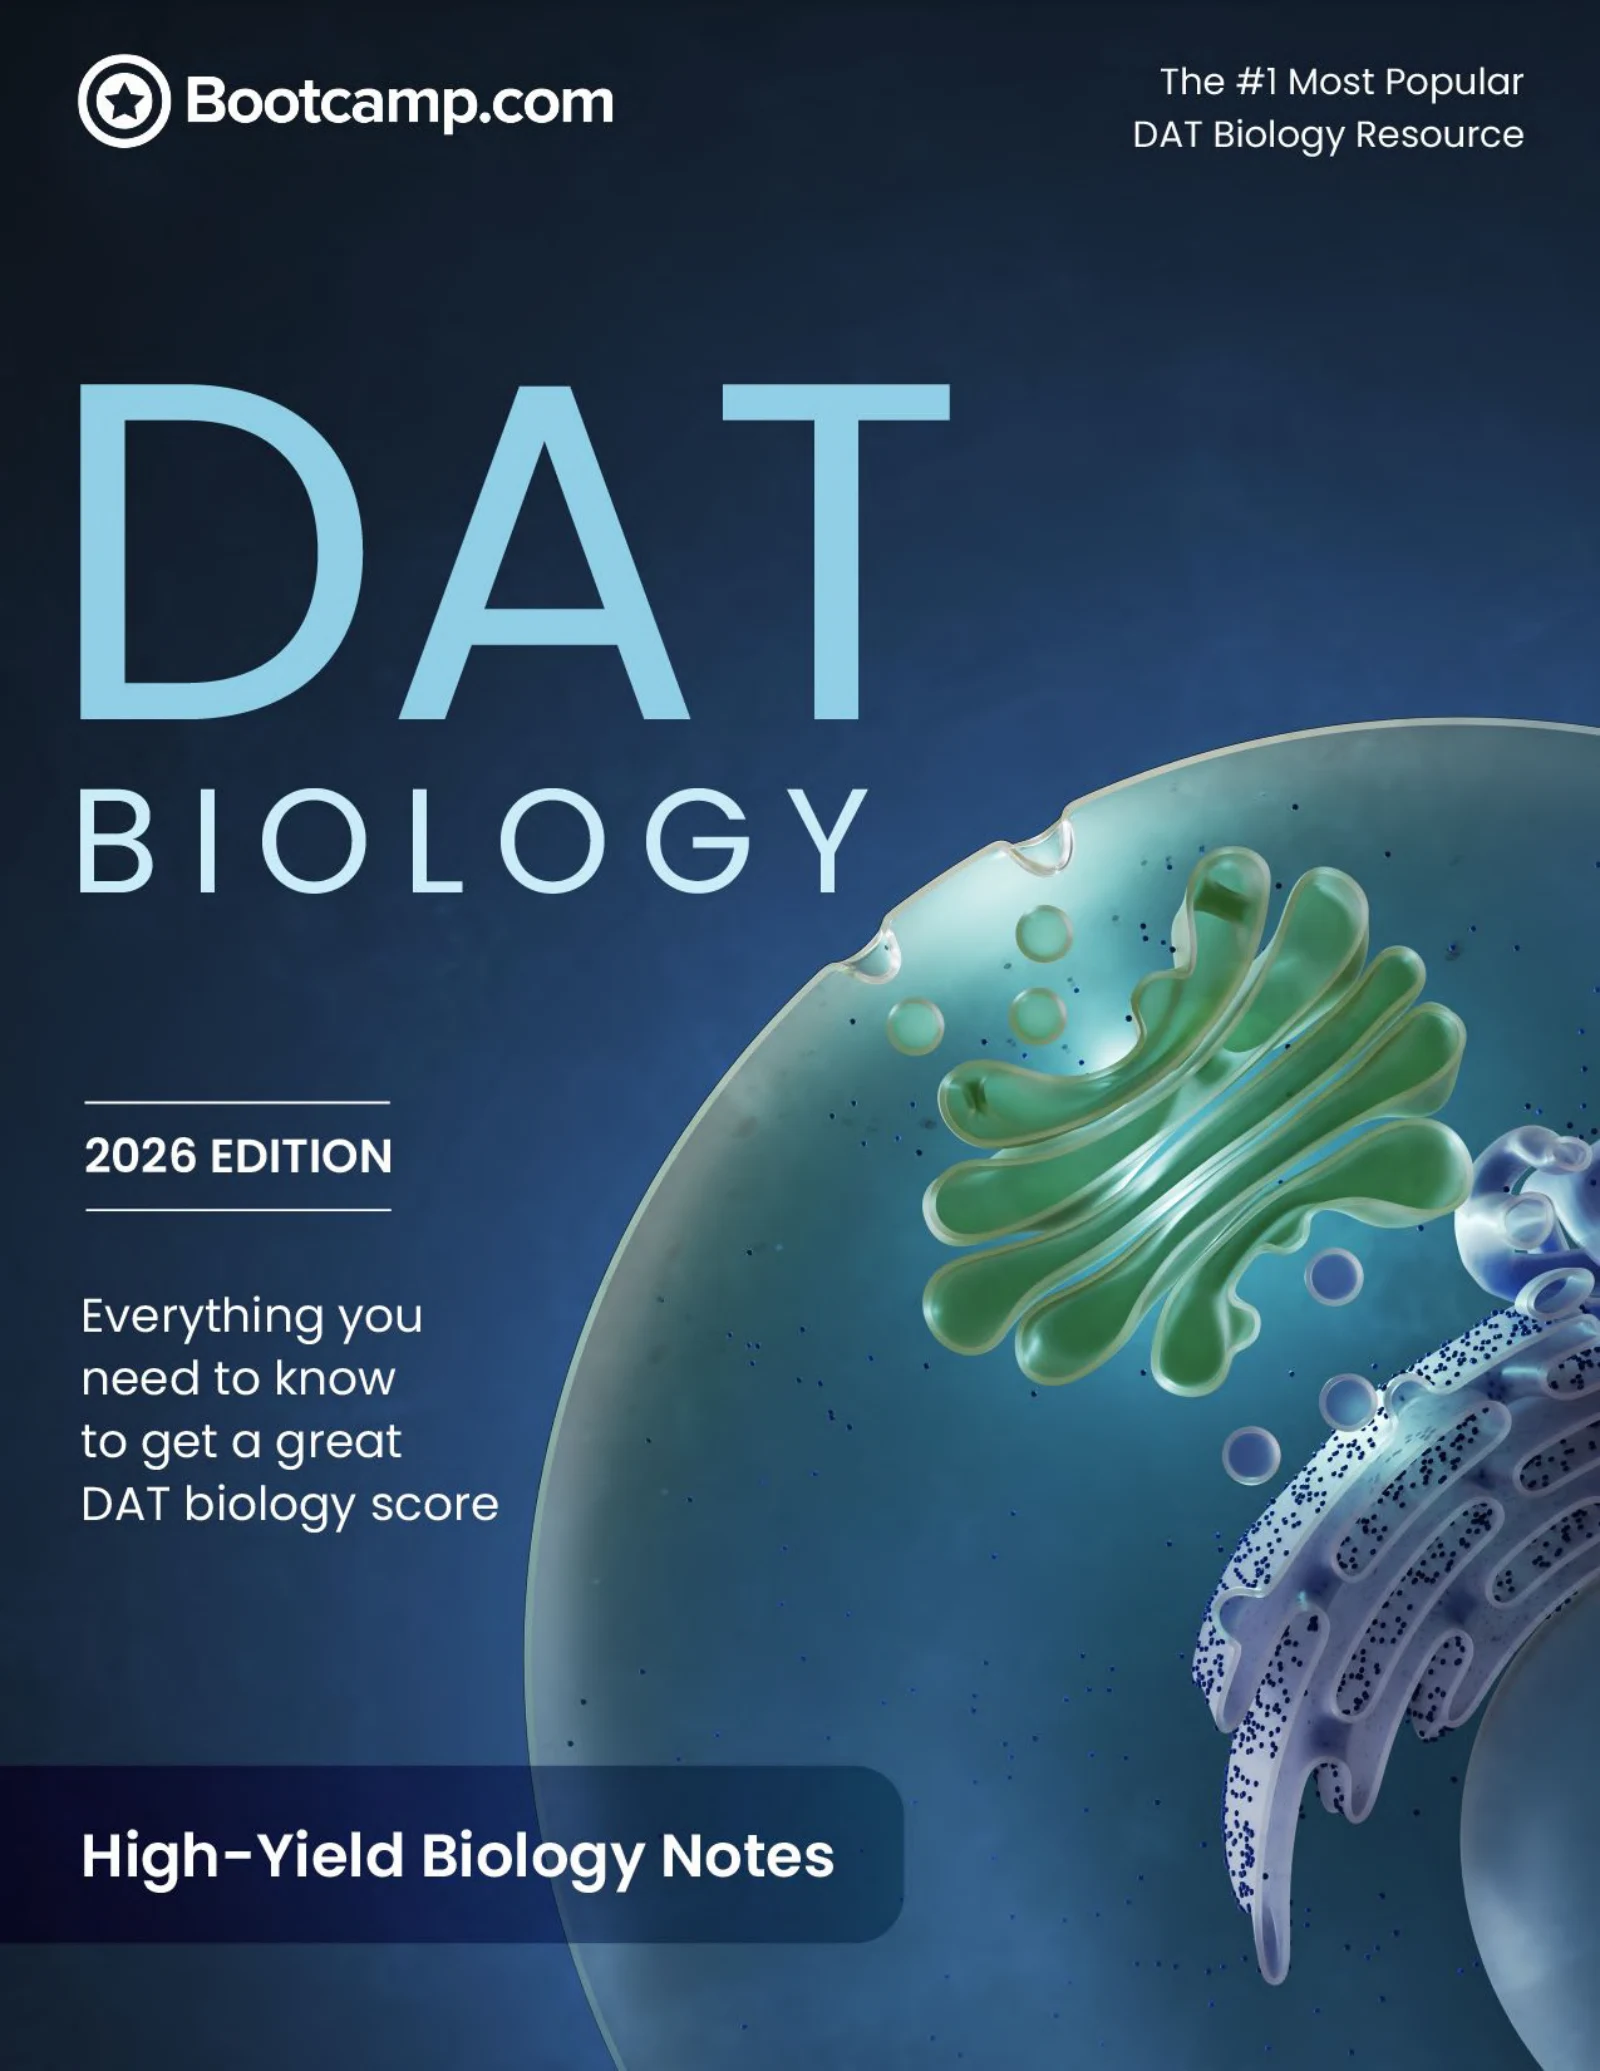 Bootcamp.com
The #1 Most Popular
DAT Biology Resource
DAT
BIOLOGY
2026 EDITION
Everything you
need to know
to get a great
DAT biology score
High-Yield Biology Notes